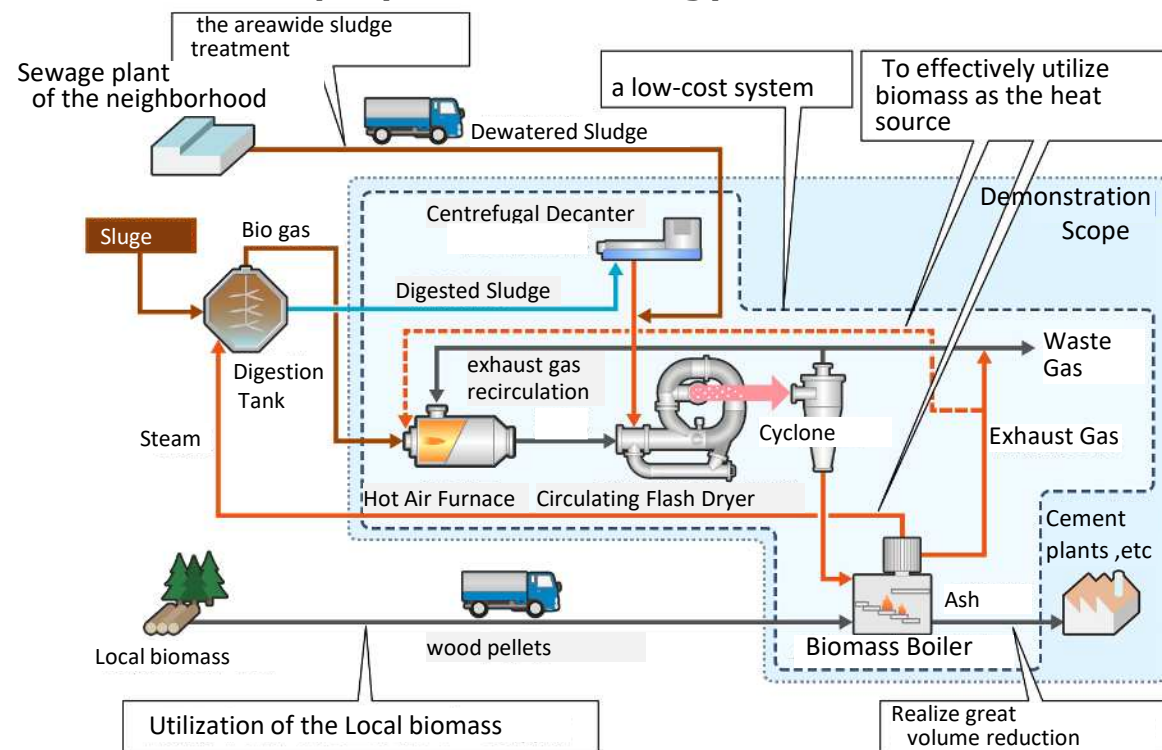 the areawide sludge
treatment
Sewage plant
of the neighborhood
a low-cost system
To effectively utilize
biomass as the heat
source
Dewatered Sludge
Demonstration
Scope
Centrefugal Decanter
Sluge
Bio gas
Digested Sludge
Waste
Gas
exhaust gas
recirculation
Digestion
Tank
Steam
Cyclone
Exhaust Gas
Hot Air Furnace
Circulating Flash Dryer
Cement
plants ,etc
Ash
wood pellets
Biomass Boiler
Local biomass
Utilization of the Local biomass
Realize great
volume reduction